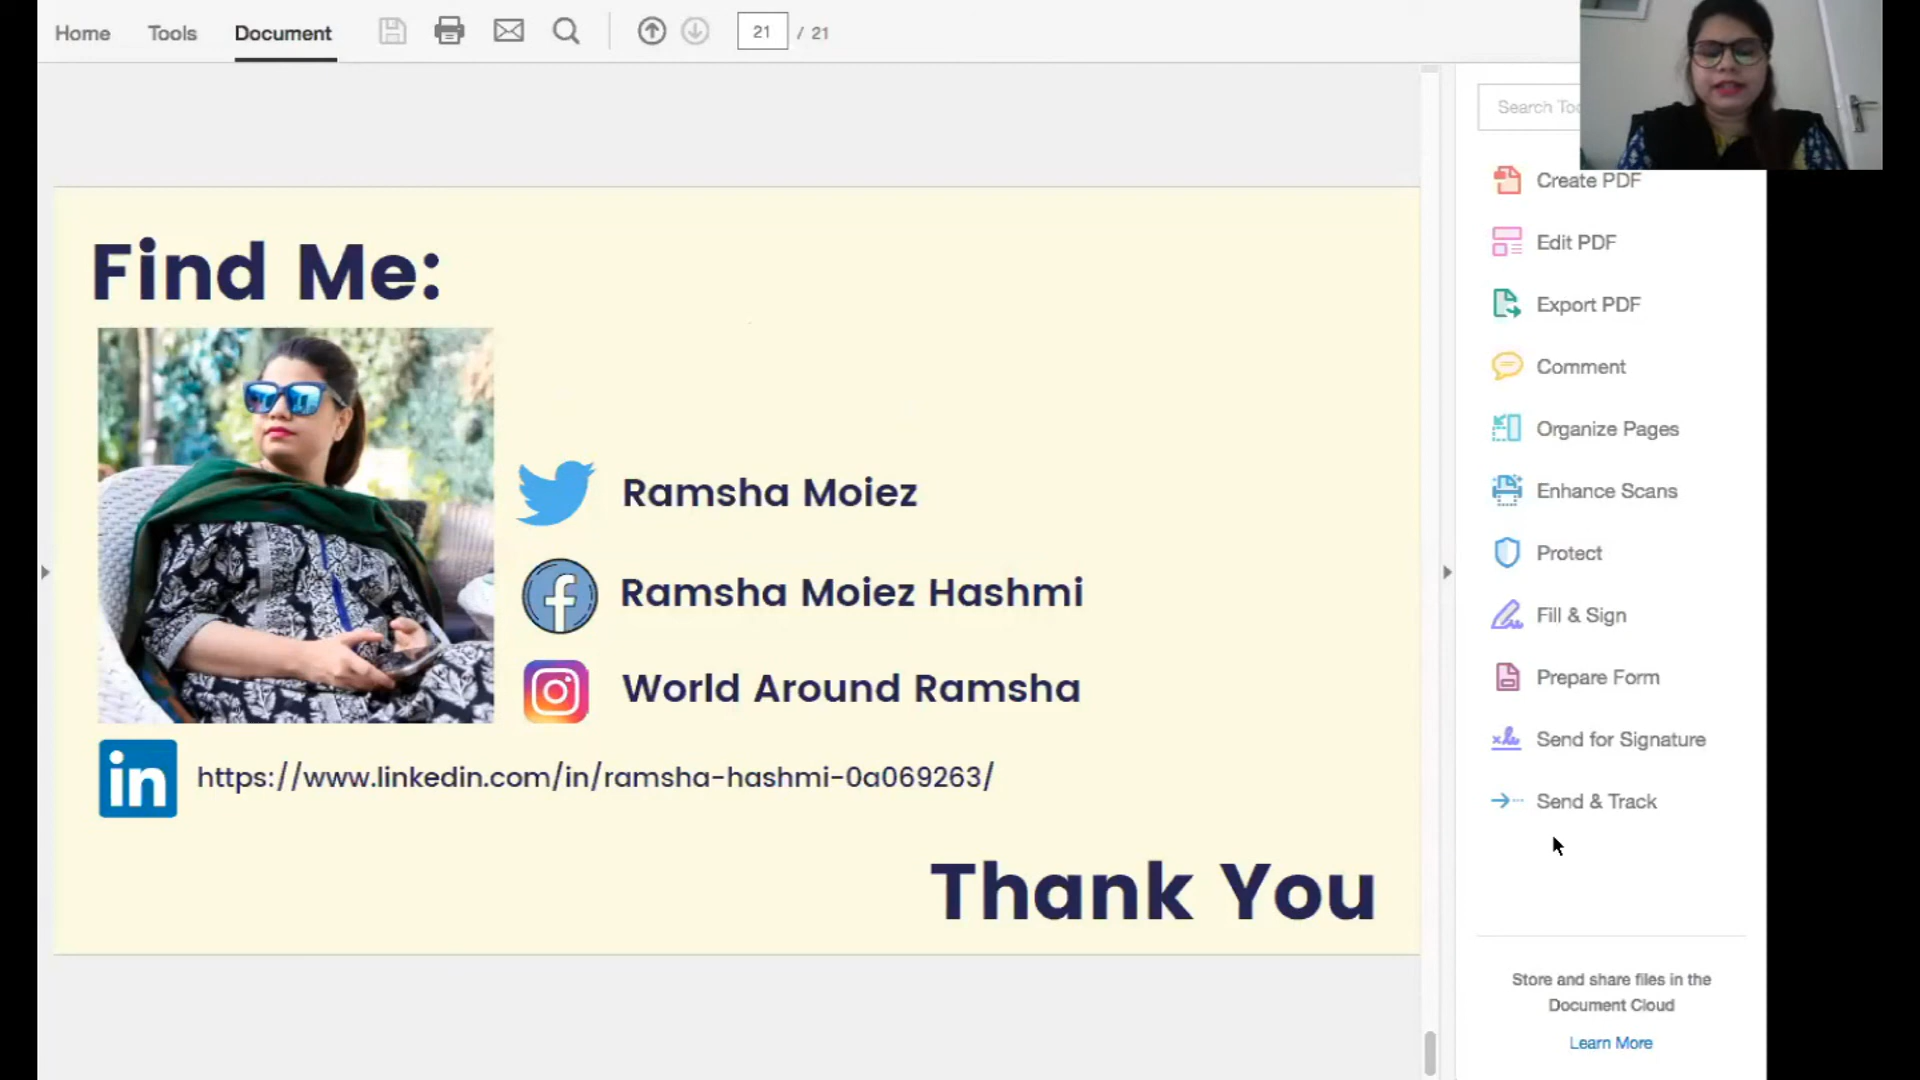 Home Tools Document 21 / 21
Search Too
Create PDF
Edit PDF
Export PDF
Comment
Organize Pages
Enhance Scans
Protect
Fill & Sign
Prepare Form
Send for Signature
Send & Track
Store and share files in the
Document Cloud
Learn More
Find Me:
Ramsha Moiez
Ramsha Moiez Hashmi
World Around Ramsha
in https://www.linkedin.com/in/ramsha-hashmi-0a069263/
Thank You